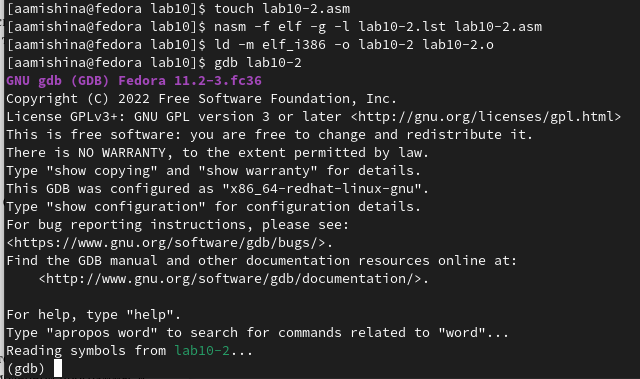 [aamishina@fedora lab10]$ touch lab10-2.asm
[aamishina@fedora lab10]$ nasm -f elf -g -l lab10-2.lst lab10-2.asm
[aamishina@fedora lab10]$ ld -m elf_i386 -o lab10-2 lab10-2.o
[aamishina@fedora lab10]$ gdb lab10-2
GNU gdb (GDB) Fedora 11.2-3.fc36
Copyright (C) 2022 Free Software Foundation, Inc.
License GPLv3+: GNU GPL version 3 or later <http://gnu.org/licenses/gpl.html>
This is free software: you are free to change and redistribute it.
There is NO WARRANTY, to the extent permitted by law.
Type "show copying" and "show warranty" for details.
This GDB was configured as "x86_64-redhat-linux-gnu".
Type "show configuration" for configuration details.
For bug reporting instructions, please see:
<https://www.gnu.org/software/gdb/bugs/>.
Find the GDB manual and other documentation resources online at:
    <http://www.gnu.org/software/gdb/documentation/>.

For help, type "help".
Type "apropos word" to search for commands related to "word"...
Reading symbols from lab10-2...
(gdb)